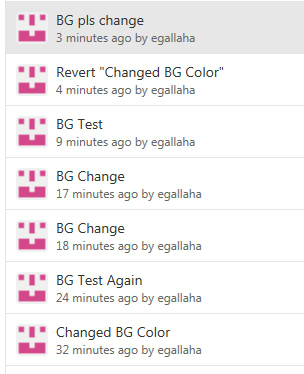 BG pls change
3 minutes ago by egallaha
Revert "Changed BG Color"
4 minutes ago by egallaha
BG Test
9 minutes ago by egallaha
BG Change
17 minutes ago by egallaha
BG Change
18 minutes ago by egallaha
BG Test Again
24 minutes ago by egallaha
Changed BG Color
32 minutes ago by egallaha